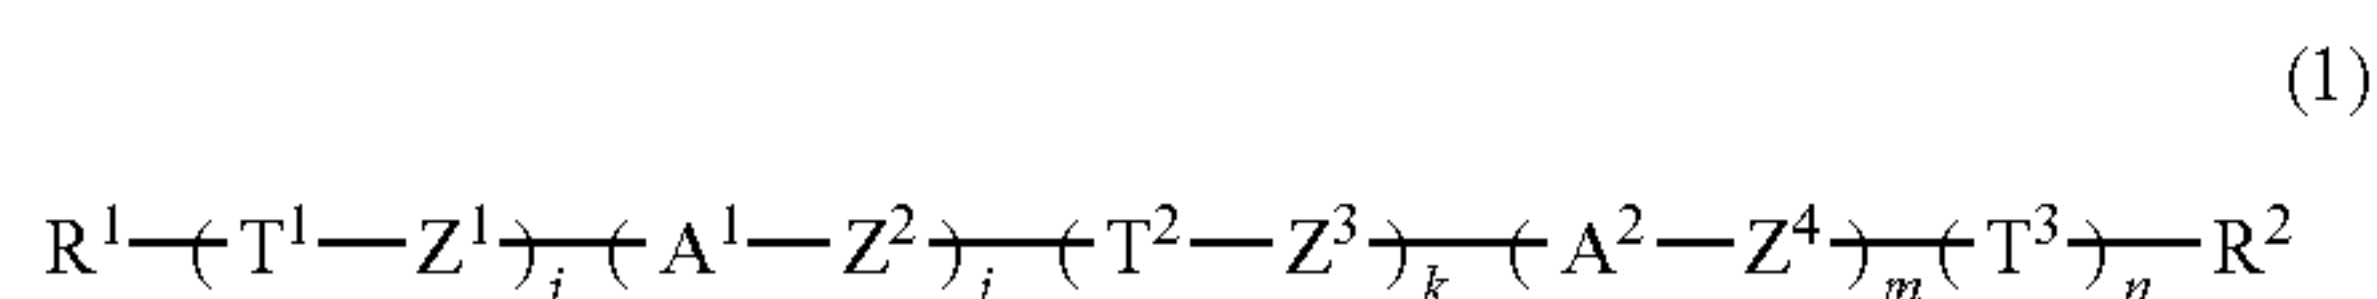 (1)
R¹—(T¹—Z¹)i—(A¹—Z²)j—(T²—Z³)k—(A²—Z⁴)m—(T³)n—R²